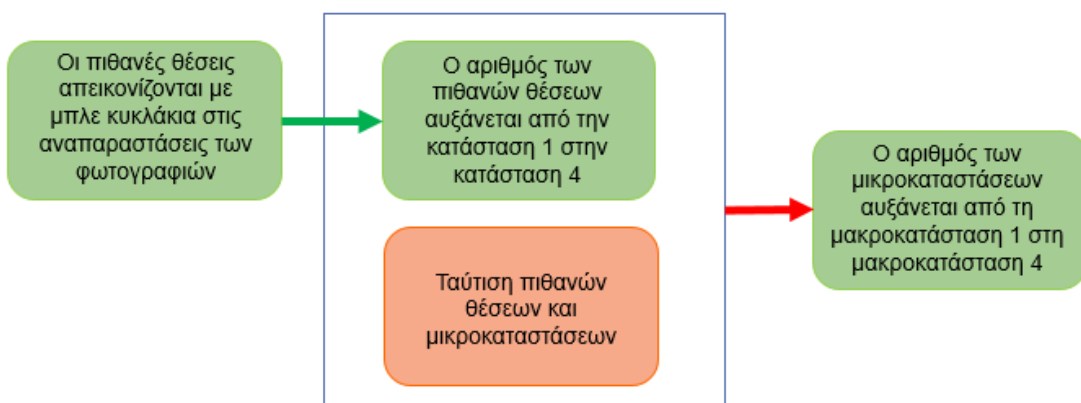 Οι πιθανές θέσεις
απεικονίζονται με
μπλε κυκλάκια στις
αναπαραστάσεις των
φωτογραφιών
Ο αριθμός των
πιθανών θέσεων
αυξάνεται από την
κατάσταση 1 στην
κατάσταση 4
Ταύτιση πιθανών
θέσεων και
μικροκαταστάσεων
Ο αριθμός των
μικροκαταστάσεων
αυξάνεται από τη
μακροκατάσταση 1 στη
μακροκατάσταση 4